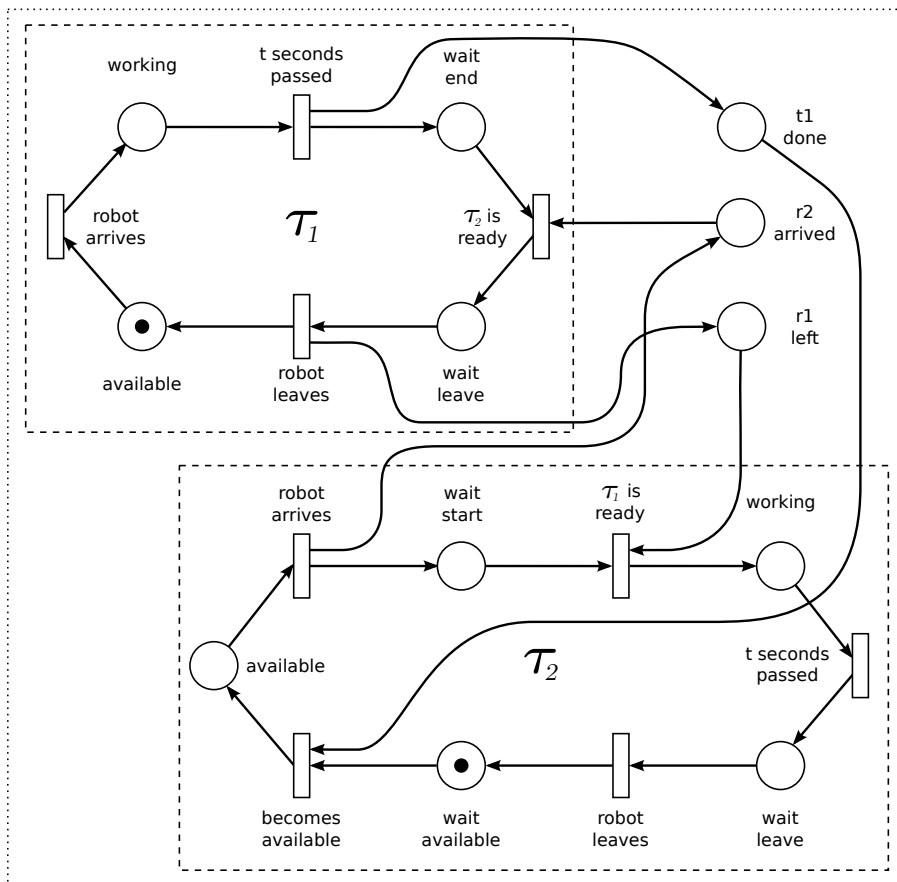 working
t seconds
passed
wait
end
t1
done
robot
arrives
τ1
τ2 is
ready
r2
arrived
available
robot
leaves
wait
leave
r1
left
robot
arrives
wait
start
τ1 is
ready
working
available
τ2
t seconds
passed
becomes
available
wait
available
robot
leaves
wait
leave